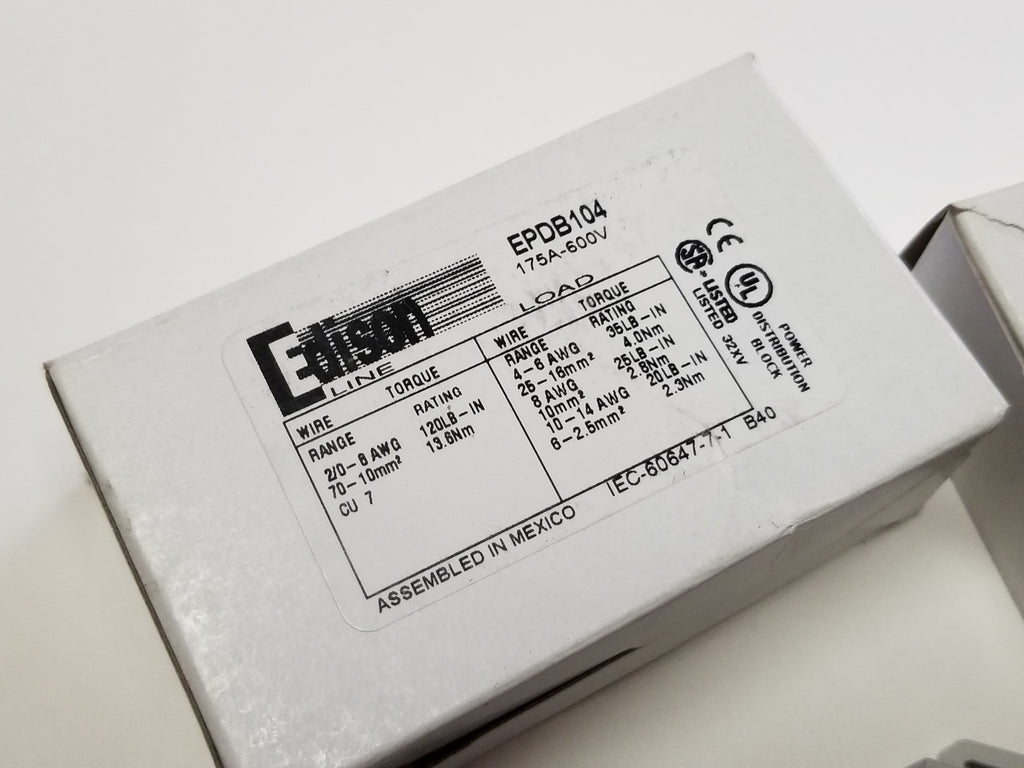 EPDB104
175A-600V
Edison
LINE
LOAD
WIRE RANGE TORQUE RATING
2/0-8 AWG 120LB-IN
70-10mm² 13.6Nm
CU 7
WIRE RANGE TORQUE RATING
4-6 AWG 35LB-IN
25-16mm² 4.0Nm
8 AWG 25LB-IN
10mm² 2.8Nm
10-14 AWG 20LB-IN
6-2.5mm² 2.3Nm
ASSEMBLED IN MEXICO
IEC-60647-7-1 B40
CE
SA
UL
LISTED
LISTED 32XV
POWER
DISTRIBUTION
BLOCK